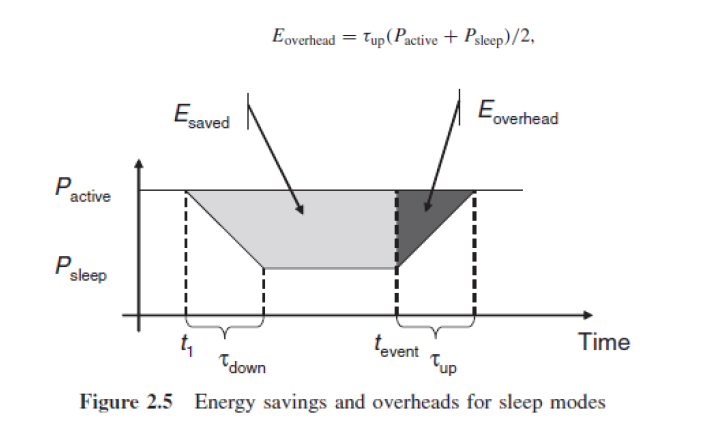 E_overhead = τ_up(P_active + P_sleep)/2,
E_saved
E_overhead
P_active
P_sleep
t_1
τ_down
t_event
τ_up
Time
Figure 2.5 Energy savings and overheads for sleep modes